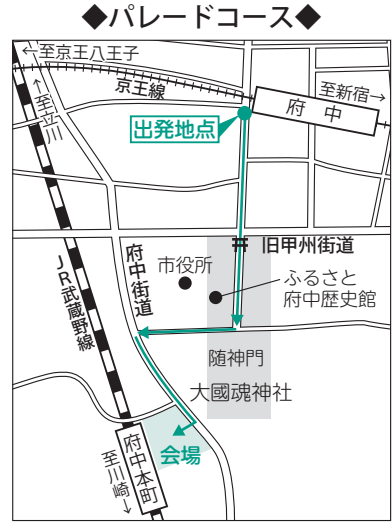 ◆パレードコース◆
←至京王八王子
京王線
至新宿→
府中
←至立川
出発地点
旧甲州街道
府中街道
市役所
ふるさと
府中歴史館
JR武蔵野線
随神門
大國魂神社
会場
府中本町
至川崎→